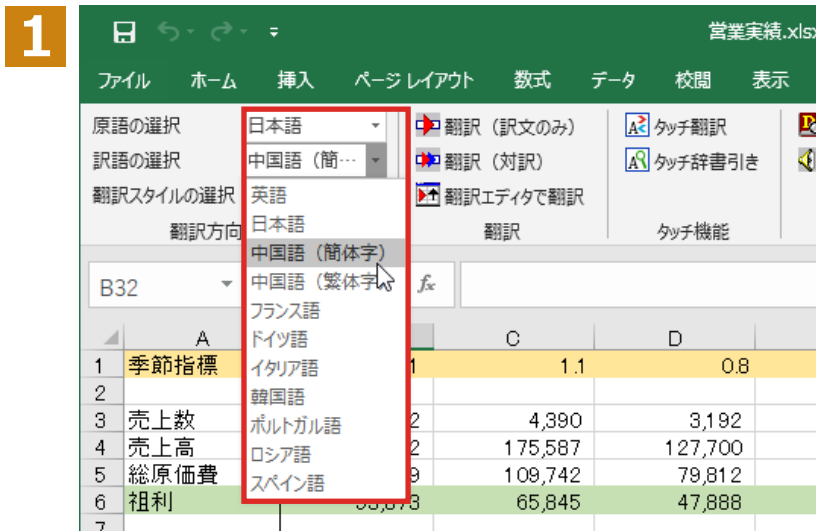 1
営業実績.xlsx
ファイル ホーム 挿入 ページ レイアウト 数式 データ 校閲 表示
原語の選択 日本語 翻訳（訳文のみ） タッチ翻訳
訳語の選択 中国語（簡… 翻訳（対訳） タッチ辞書引き
翻訳スタイルの選択 翻訳エディタで翻訳
翻訳方向 翻訳 タッチ機能
英語
日本語
中国語（簡体字）
中国語（繁体字
フランス語
ドイツ語
イタリア語
韓国語
ポルトガル語
ロシア語
スペイン語
B32 fx
A C D
1 季節指標 1 1.1 0.8
2
3 売上数 2 4,390 3,192
4 売上高 2 175,587 127,700
5 総原価費 9 109,742 79,812
6 祖利 65,845 47,888
7